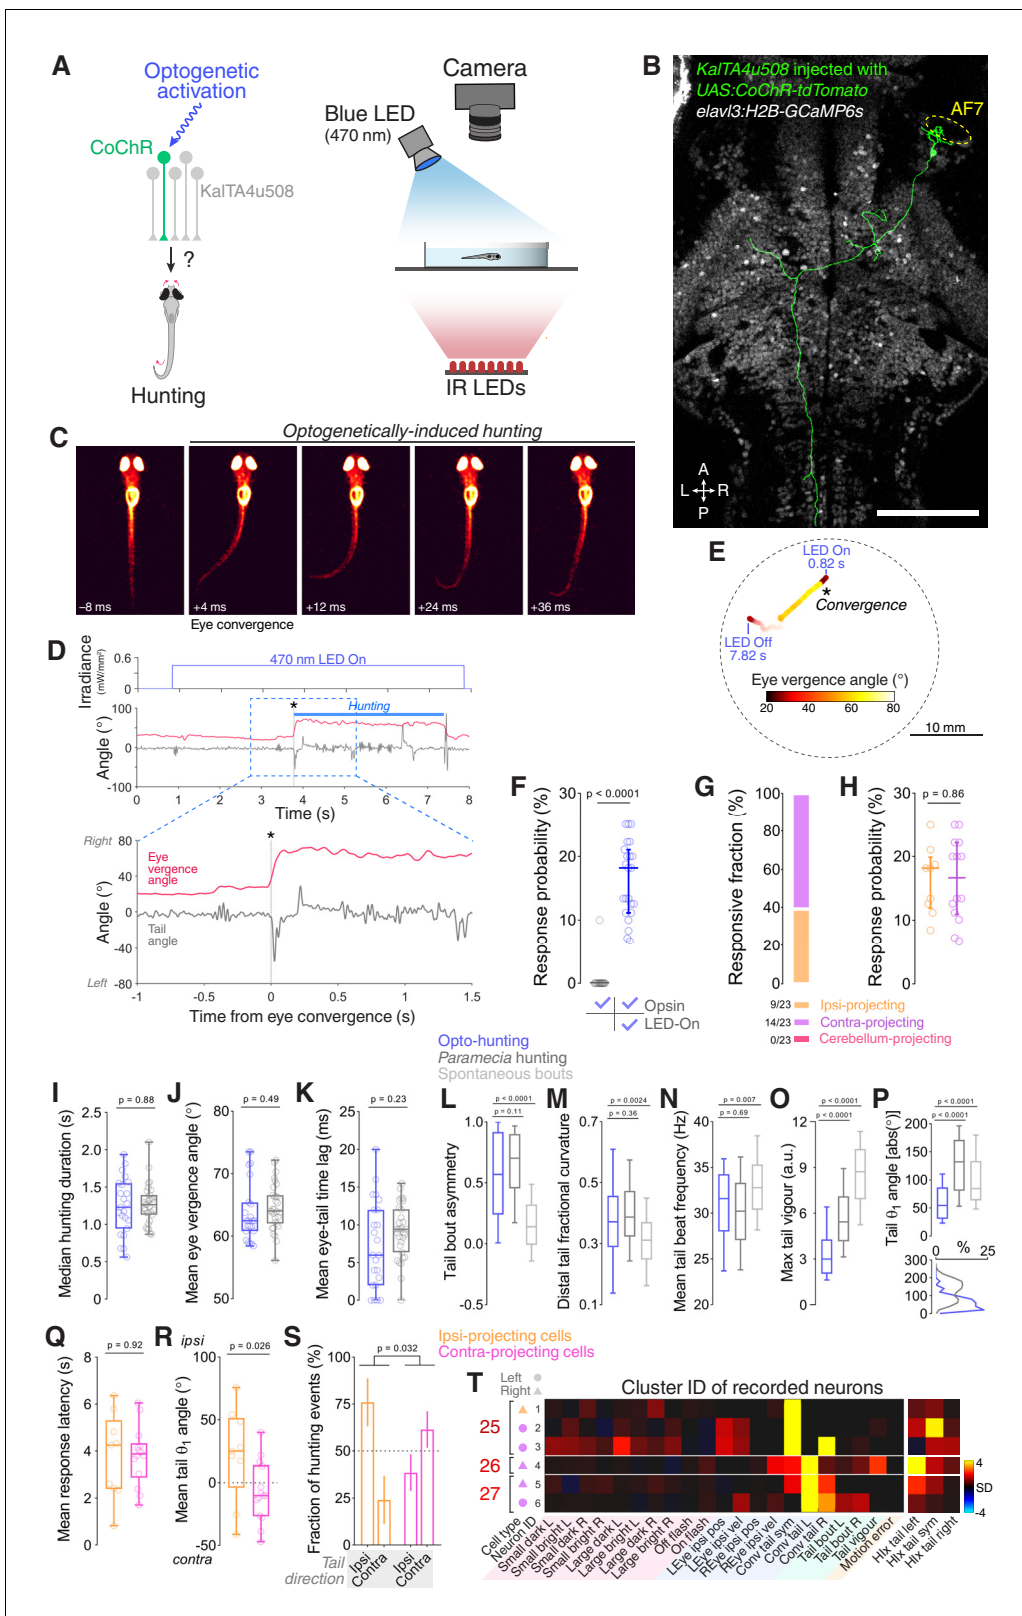 A
Optogenetic
activation
CoChR
KalTA4u508
?
Hunting
Camera
Blue LED
(470 nm)
IR LEDs
B
KalTA4u508 injected with
UAS:CoChR-tdTomato
elavl3:H2B-GCaMP6s
AF7
A
L R
P
C
Optogenetically-induced hunting
−8 ms
+4 ms
+12 ms
+24 ms
+36 ms
Eye convergence
D
Irradiance
(mW/mm²)
0.6
0
470 nm LED On
Angle (°)
100
0
-100
*
Hunting
0 1 2 3 4 5 6 7 8
Time (s)
Right
80
40
0
-40
-80
Left
Angle (°)
Eye
vergence
angle
Tail
angle
*
-1 -0.5 0 0.5 1 1.5
Time from eye convergence (s)
E
LED On
0.82 s
*
Convergence
LED Off
7.82 s
Eye vergence angle (°)
20 40 60 80
10 mm
F
p < 0.0001
Response probability (%)
30
20
10
0
Opsin
LED-On
G
Responsive fraction (%)
100
80
60
40
20
0
9/23 Ipsi-projecting
14/23 Contra-projecting
0/23 Cerebellum-projecting
H
p = 0.86
Response probability (%)
30
20
10
0
Opto-hunting
Paramecia hunting
Spontaneous bouts
I
p = 0.88
Median hunting duration (s)
2.5
2.0
1.5
1.0
0.5
0
J
p = 0.49
Mean eye vergence angle (°)
80
70
60
50
K
p = 0.23
Mean eye-tail time lag (ms)
25
20
15
10
5
0
L
p < 0.0001
p = 0.11
Tail bout asymmetry
1.0
0.5
0
-0.5
M
p = 0.0024
p = 0.36
Distal tail fractional curvature
0.7
0.5
0.3
0.1
N
p = 0.007
p = 0.69
Mean tail beat frequency (Hz)
40
35
30
25
20
O
p < 0.0001
p < 0.0001
Max tail vigour (a.u.)
12
9
6
3
0
P
p < 0.0001
p < 0.0001
Tail θ1 angle [abs(°)]
200
150
100
50
0
0 % 25
300
200
100
0
Q
p = 0.92
Mean response latency (s)
8
6
4
2
0
R
ipsi
p = 0.026
Mean tail θ1 angle (°)
100
50
0
-50
contra
Ipsi-projecting cells
Contra-projecting cells
S
p = 0.032
Fraction of hunting events (%)
100
75
50
25
0
Ipsi
Contra
Ipsi
Contra
Tail
direction
T
Left
Right
Cluster ID of recorded neurons
25
26
27
1
2
3
4
5
6
4
SD
-4
Cell type
Neuron ID
Small dark L
Small bright L
Small dark R
Small bright R
Large dark L
Large bright L
Large dark R
Large bright R
Off flash
On flash
LEye ipsi pos
LEye ipsi vel
REye ipsi pos
REye ipsi vel
Conv tail sym
Conv tail L
Conv tail R
Tail bout L
Tail bout R
Tail vigour
Motion error
HIx tail left
HIx tail sym
HIx tail right